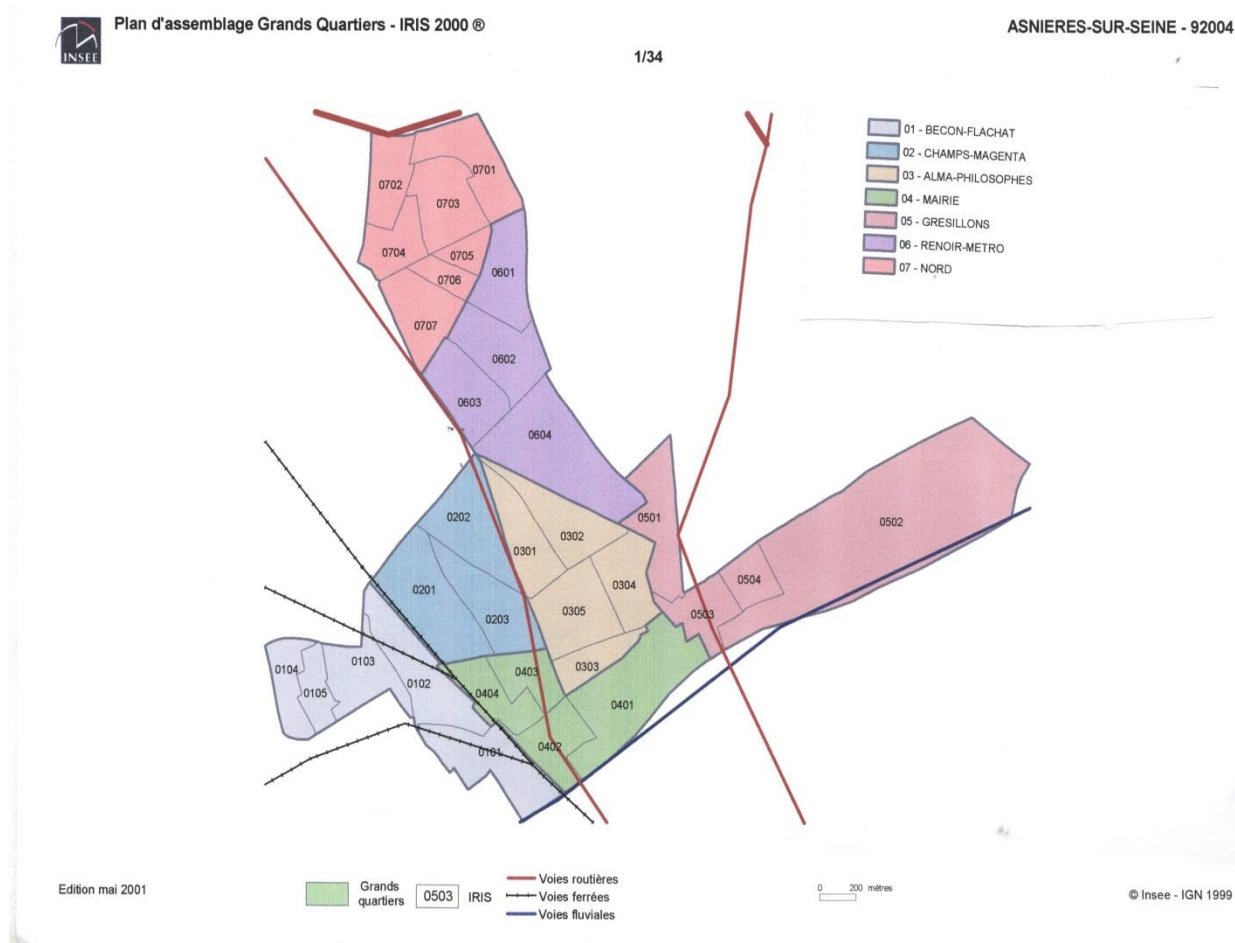 INSEE
Plan d'assemblage Grands Quartiers - IRIS 2000 ®
ASNIERES-SUR-SEINE - 92004
1/34
01 - BECON-FLACHAT
02 - CHAMPS-MAGENTA
03 - ALMA-PHILOSOPHES
04 - MAIRIE
05 - GRESILLONS
06 - RENOIR-METRO
07 - NORD
0701
0702
0703
0704
0705
0706
0601
0707
0602
0603
0604
0202
0501
0502
0302
0301
0504
0304
0201
0305
0503
0203
0303
0104
0103
0403
0105
0102
0404
0401
0402
0101
Edition mai 2001
Grands
quartiers
0503 IRIS
Voies routières
Voies ferrées
Voies fluviales
0 200 mètres
© Insee - IGN 1999